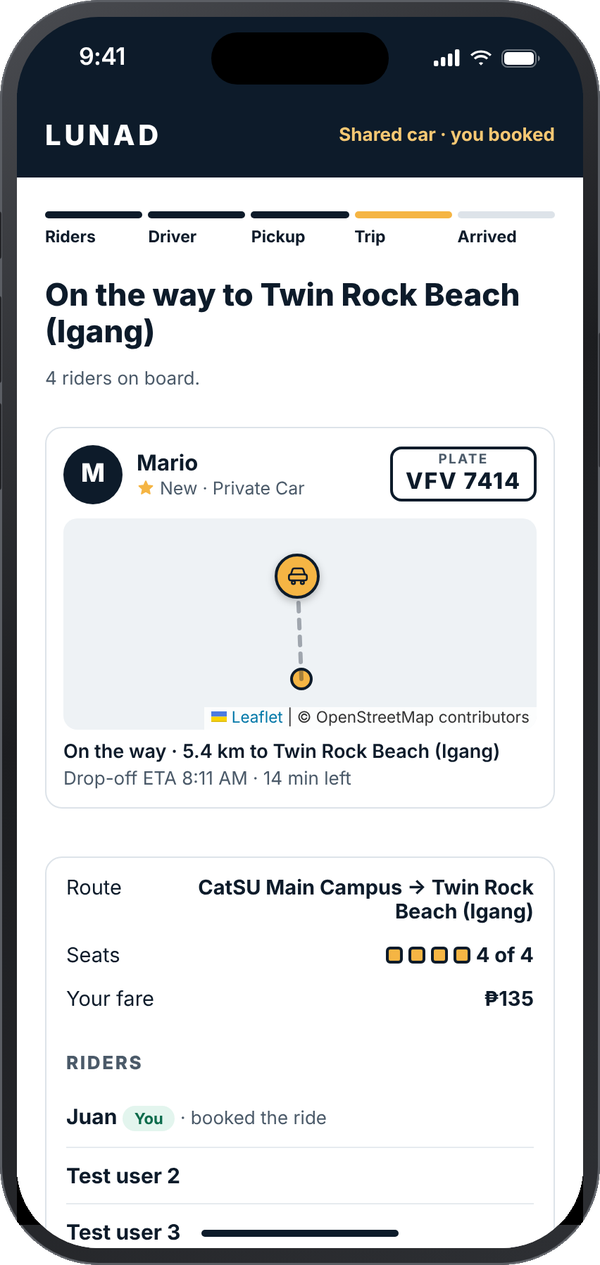 9:41
LUNAD
Shared car · you booked
Riders
Driver
Pickup
Trip
Arrived
On the way to Twin Rock Beach
(Igang)
4 riders on board.
M
Mario
New · Private Car
PLATE
VFV 7414
Leaflet | © OpenStreetMap contributors
On the way · 5.4 km to Twin Rock Beach (Igang)
Drop-off ETA 8:11 AM · 14 min left
Route
CatSU Main Campus → Twin Rock
Beach (Igang)
Seats
4 of 4
Your fare
₱135
RIDERS
Juan You · booked the ride
Test user 2
Test user 3